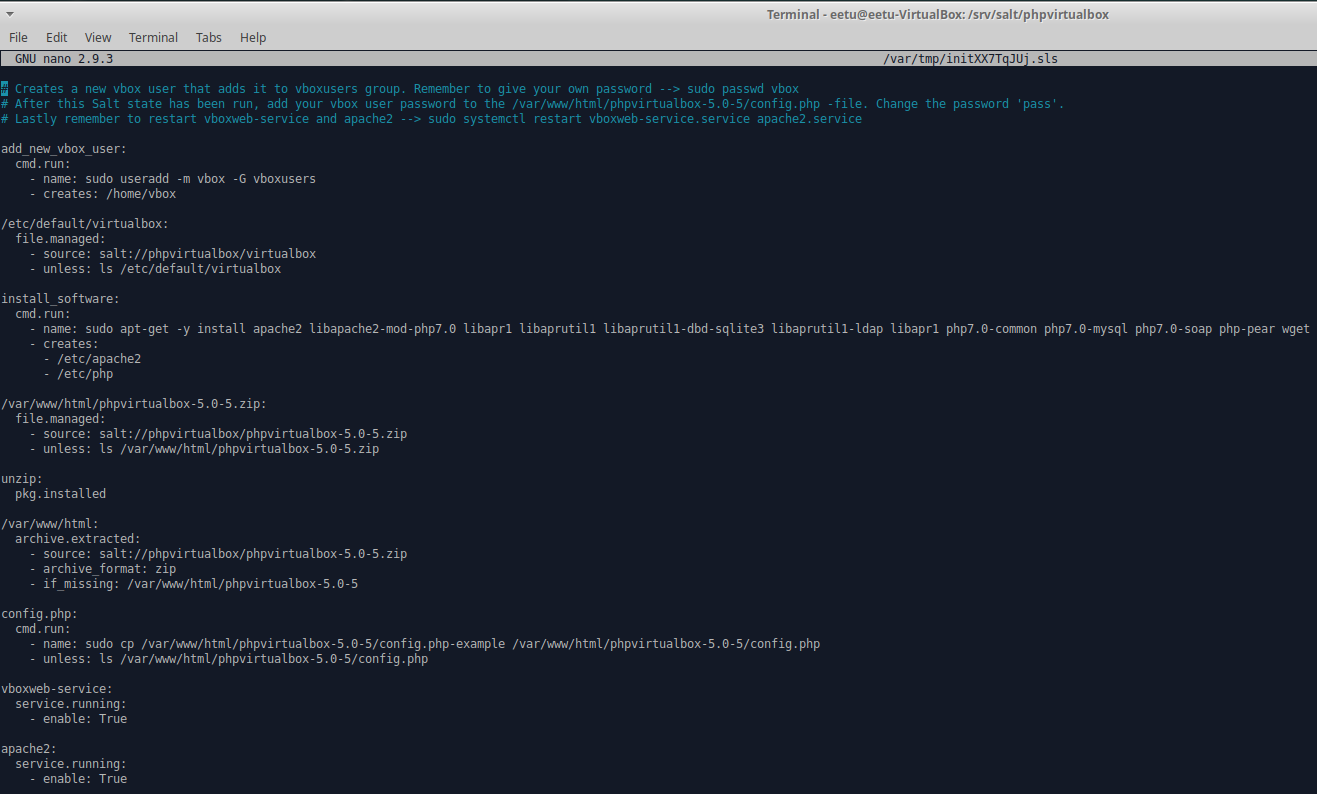 Terminal - eetu@eetu-VirtualBox: /srv/salt/phpvirtualbox
File Edit View Terminal Tabs Help
GNU nano 2.9.3 /var/tmp/initXX7TqJUj.sls
# Creates a new vbox user that adds it to vboxusers group. Remember to give your own password --> sudo passwd vbox
# After this Salt state has been run, add your vbox user password to the /var/www/html/phpvirtualbox-5.0-5/config.php -file. Change the password 'pass'.
# Lastly remember to restart vboxweb-service and apache2 --> sudo systemctl restart vboxweb-service.service apache2.service
add_new_vbox_user:
  cmd.run:
    - name: sudo useradd -m vbox -G vboxusers
    - creates: /home/vbox
/etc/default/virtualbox:
  file.managed:
    - source: salt://phpvirtualbox/virtualbox
    - unless: ls /etc/default/virtualbox
install_software:
  cmd.run:
    - name: sudo apt-get -y install apache2 libapache2-mod-php7.0 libapr1 libaprutil1 libaprutil1-dbd-sqlite3 libaprutil1-ldap libapr1 php7.0-common php7.0-mysql php7.0-soap php-pear wget
    - creates:
      - /etc/apache2
      - /etc/php
/var/www/html/phpvirtualbox-5.0-5.zip:
  file.managed:
    - source: salt://phpvirtualbox/phpvirtualbox-5.0-5.zip
    - unless: ls /var/www/html/phpvirtualbox-5.0-5.zip
unzip:
  pkg.installed
/var/www/html:
  archive.extracted:
    - source: salt://phpvirtualbox/phpvirtualbox-5.0-5.zip
    - archive_format: zip
    - if_missing: /var/www/html/phpvirtualbox-5.0-5
config.php:
  cmd.run:
    - name: sudo cp /var/www/html/phpvirtualbox-5.0-5/config.php-example /var/www/html/phpvirtualbox-5.0-5/config.php
    - unless: ls /var/www/html/phpvirtualbox-5.0-5/config.php
vboxweb-service:
  service.running:
    - enable: True
apache2:
  service.running:
    - enable: True